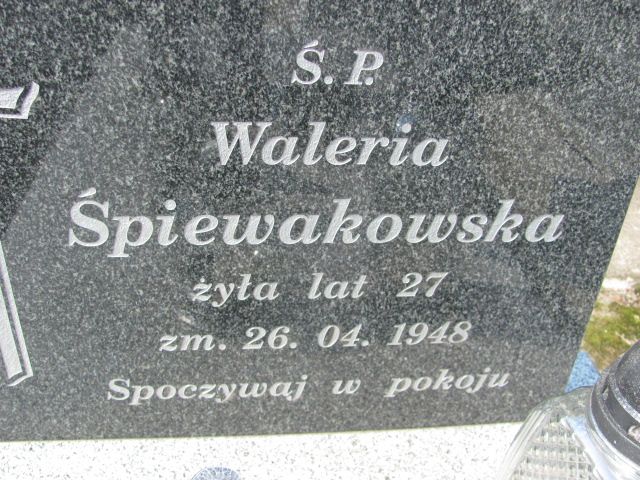 Ś.P.
Waleria
Śpiewakowska
żyła lat 27
zm. 26. 04. 1948
Spoczywaj w pokoju